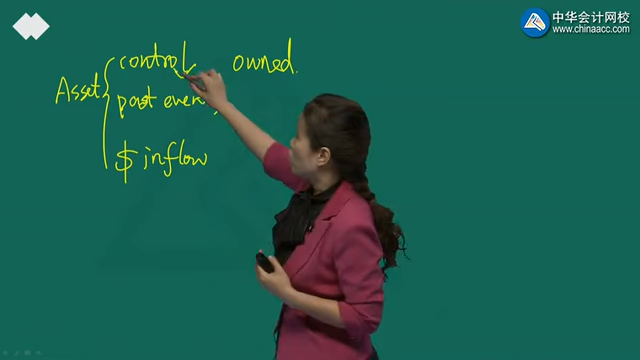 中华会计网校
www.chinaacc.com
control owned.
Asset
past even
$ inflow